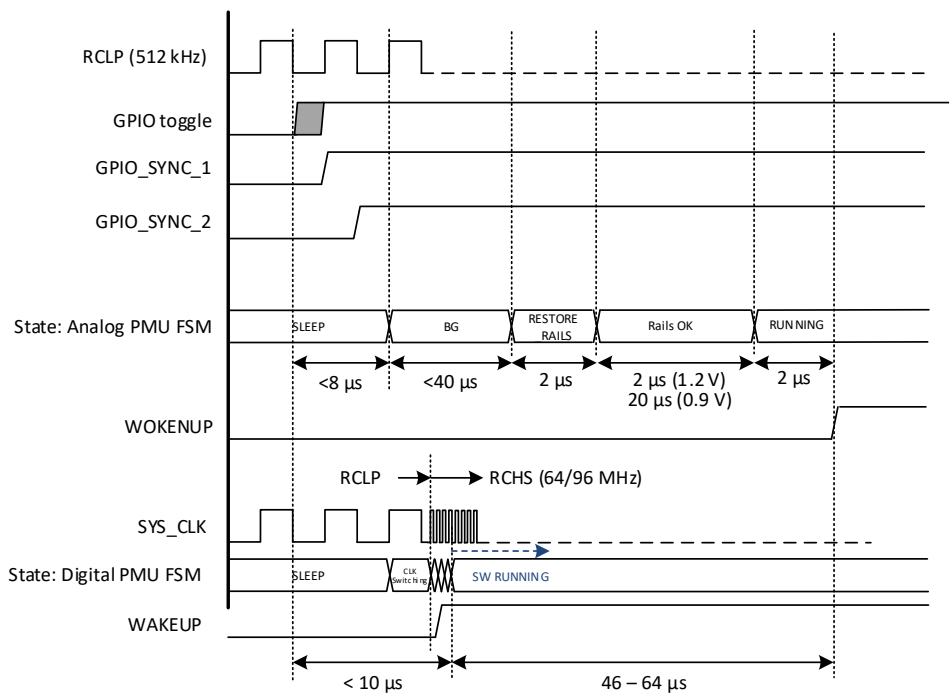 RCLP (512 kHz)
GPIO toggle
GPIO_SYNC_1
GPIO_SYNC_2
State: Analog PMU FSM
SLEEP
BG
RESTORE
RAILS
Rails OK
RUNNING
<8 µs
<40 µs
2 µs
2 µs (1.2 V)
20 µs (0.9 V)
2 µs
WOKENUP
RCLP
RCHS (64/96 MHz)
SYS_CLK
State: Digital PMU FSM
SLEEP
CLK
Switching
SW RUNNING
WAKEUP
< 10 µs
46 – 64 µs